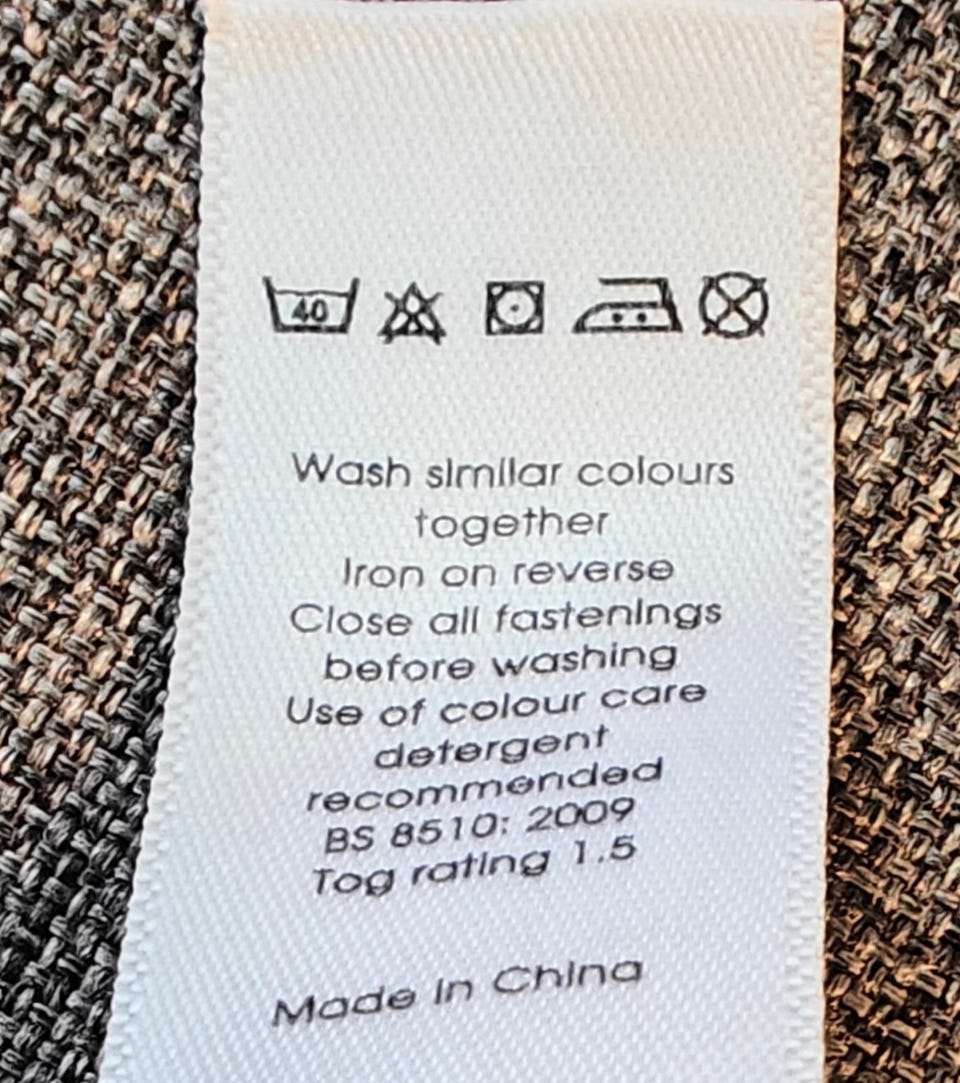 40
Wash similar colours
together
Iron on reverse
Close all fastenings
before washing
Use of colour care
detergent
recommended
BS 8510: 2009
Tog rating 1.5
Made in China